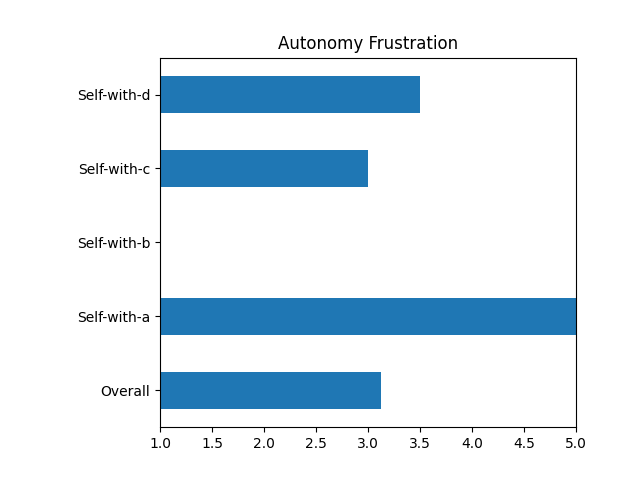 Autonomy Frustration
Self-with-d
Self-with-c
Self-with-b
Self-with-a
Overall
1.0 1.5 2.0 2.5 3.0 3.5 4.0 4.5 5.0